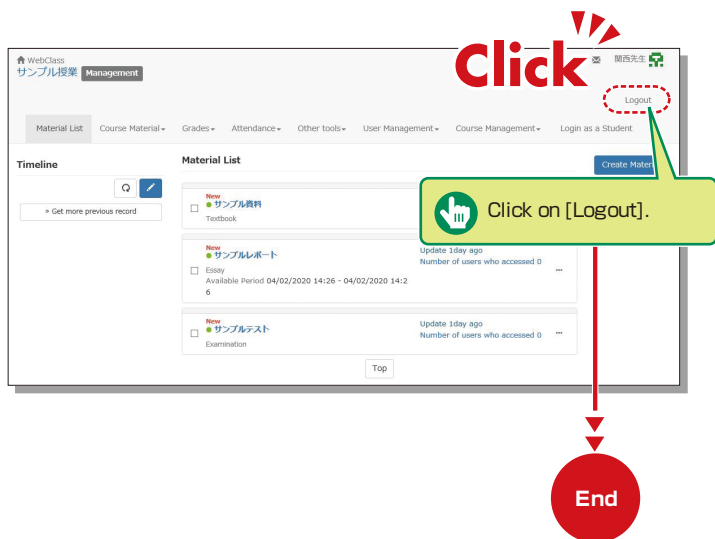 Click
WebClass
関西先生
サンプル授業 Management
Logout
Material List Course Material Grades Attendance Other tools User Management Course Management Login as a Student
Timeline
Material List
Create Mater
» Get more previous record
New
サンプル資料
Textbook
Click on [Logout].
New
サンプルレポート
Essay
Available Period 04/02/2020 14:26 - 04/02/2020 14:2
6
Update 1day ago
Number of users who accessed 0
...
New
サンプルテスト
Examination
Update 1day ago
Number of users who accessed 0
...
Top
End